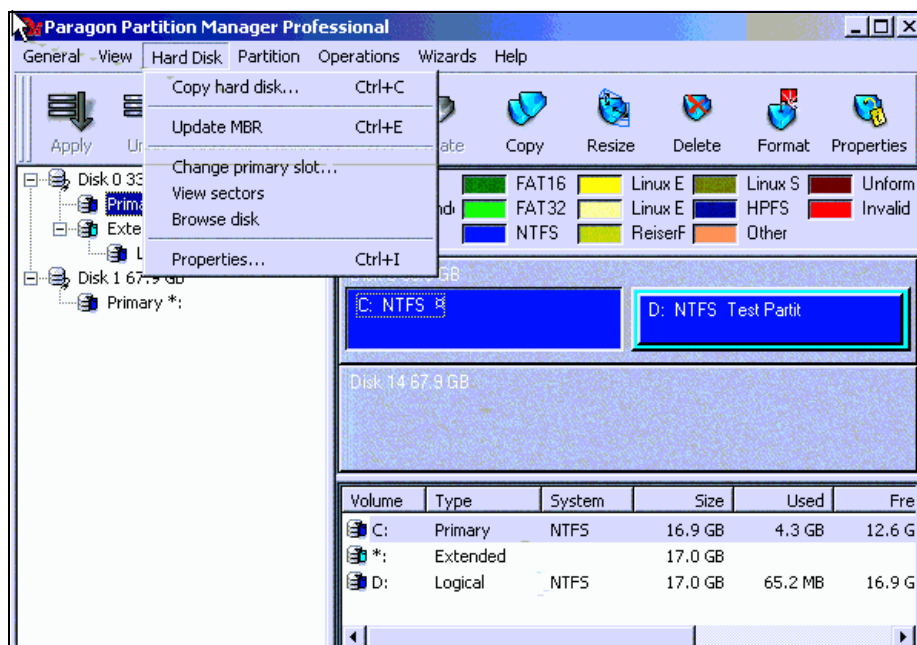 Paragon Partition Manager Professional
General View Hard Disk Partition Operations Wizards Help
Copy hard disk... Ctrl+C
Update MBR Ctrl+E
Change primary slot...
View sectors
Browse disk
Properties... Ctrl+I
Apply Copy Resize Delete Format Properties
Disk 0 33
Prima
Exte
L
Disk 1 67.9 GB
Primary *:
FAT16 Linux E Linux S Unform
FAT32 Linux E HPFS Invalid
NTFS ReiserF Other
C: NTFS
D: NTFS Test Partit
Disk 14 67.9 GB
Volume Type System Size Used Fre
C: Primary NTFS 16.9 GB 4.3 GB 12.6 G
*: Extended 17.0 GB
D: Logical NTFS 17.0 GB 65.2 MB 16.9 G